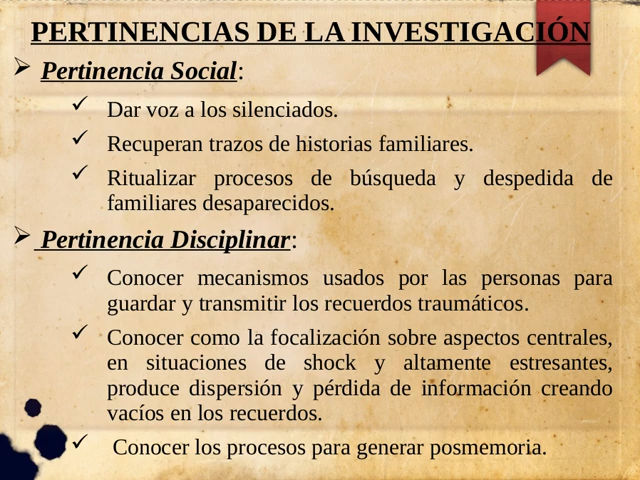 PERTINENCIAS DE LA INVESTIGACIÓN
Pertinencia Social:
Dar voz a los silenciados.
Recuperan trazos de historias familiares.
Ritualizar procesos de búsqueda y despedida de
familiares desaparecidos.
Pertinencia Disciplinar:
Conocer mecanismos usados por las personas para
guardar y transmitir los recuerdos traumáticos.
Conocer como la focalización sobre aspectos centrales,
en situaciones de shock y altamente estresantes,
produce dispersión y pérdida de información creando
vacíos en los recuerdos.
Conocer los procesos para generar posmemoria.